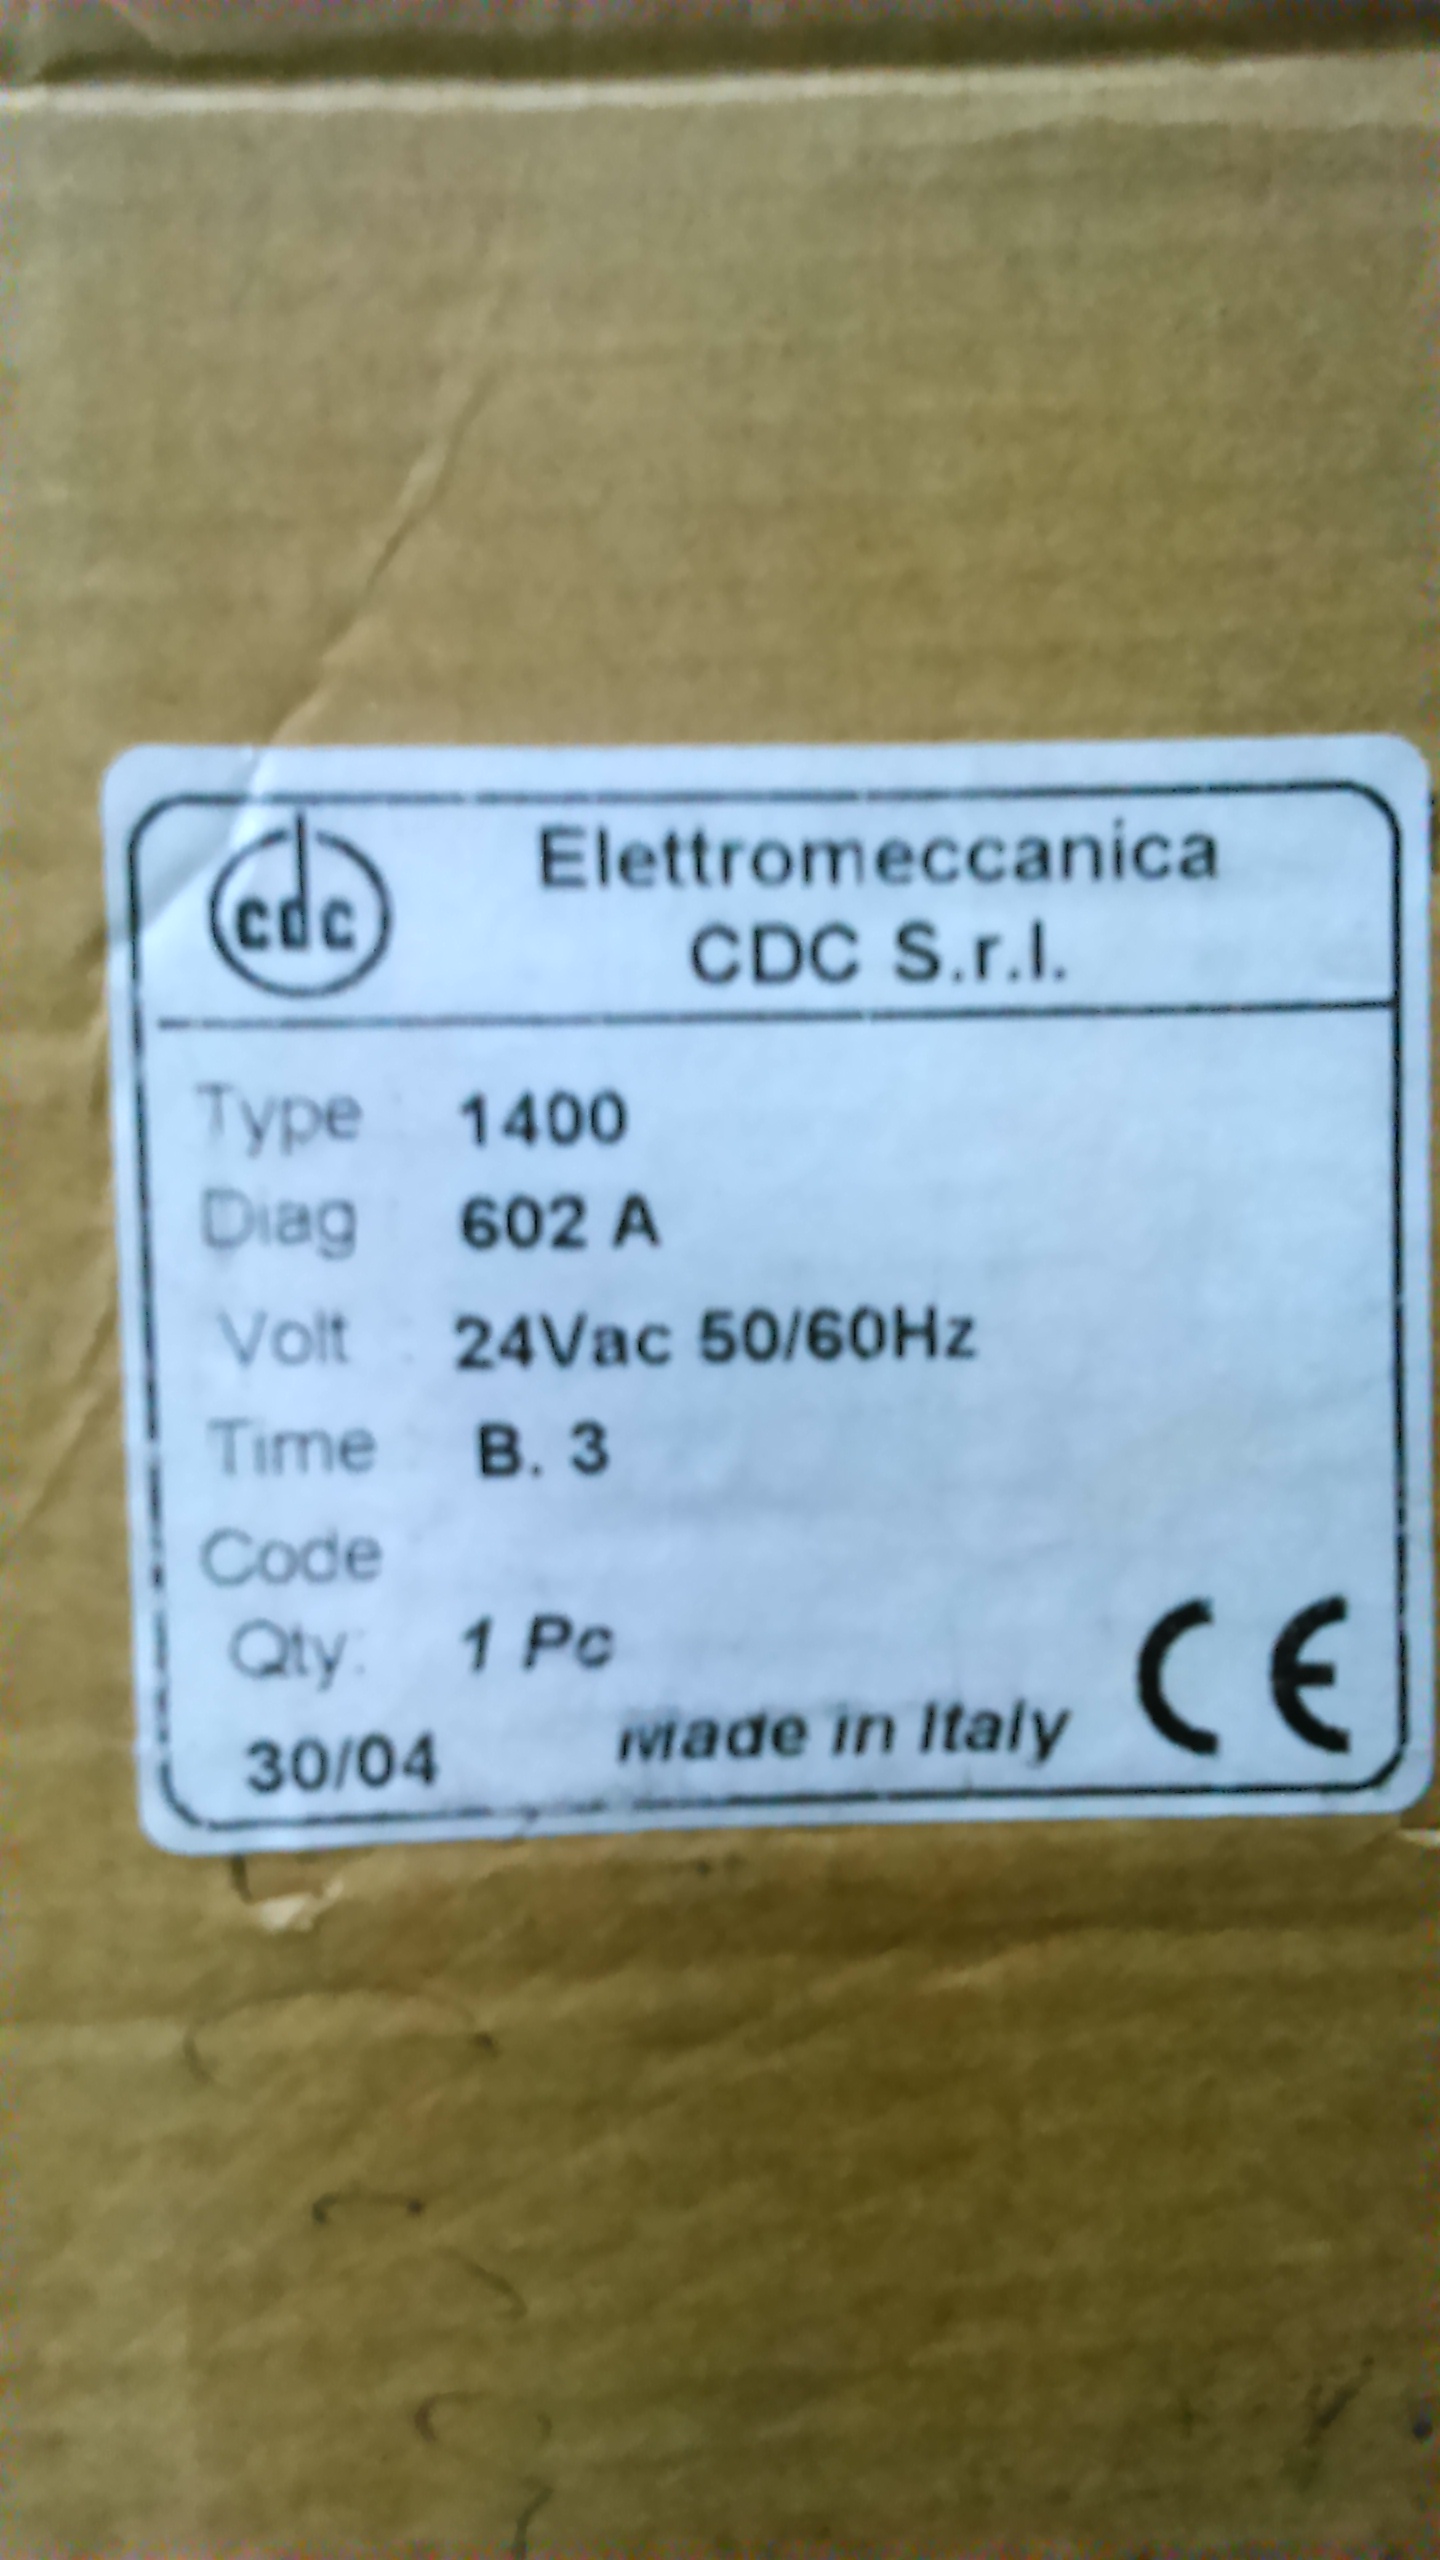 cdc
Elettromeccanica
CDC S.r.l.
Type : 1400
Diag : 602 A
Volt : 24Vac 50/60Hz
Time : B. 3
Code
Qty: 1 Pc
30/04 Made in Italy CE